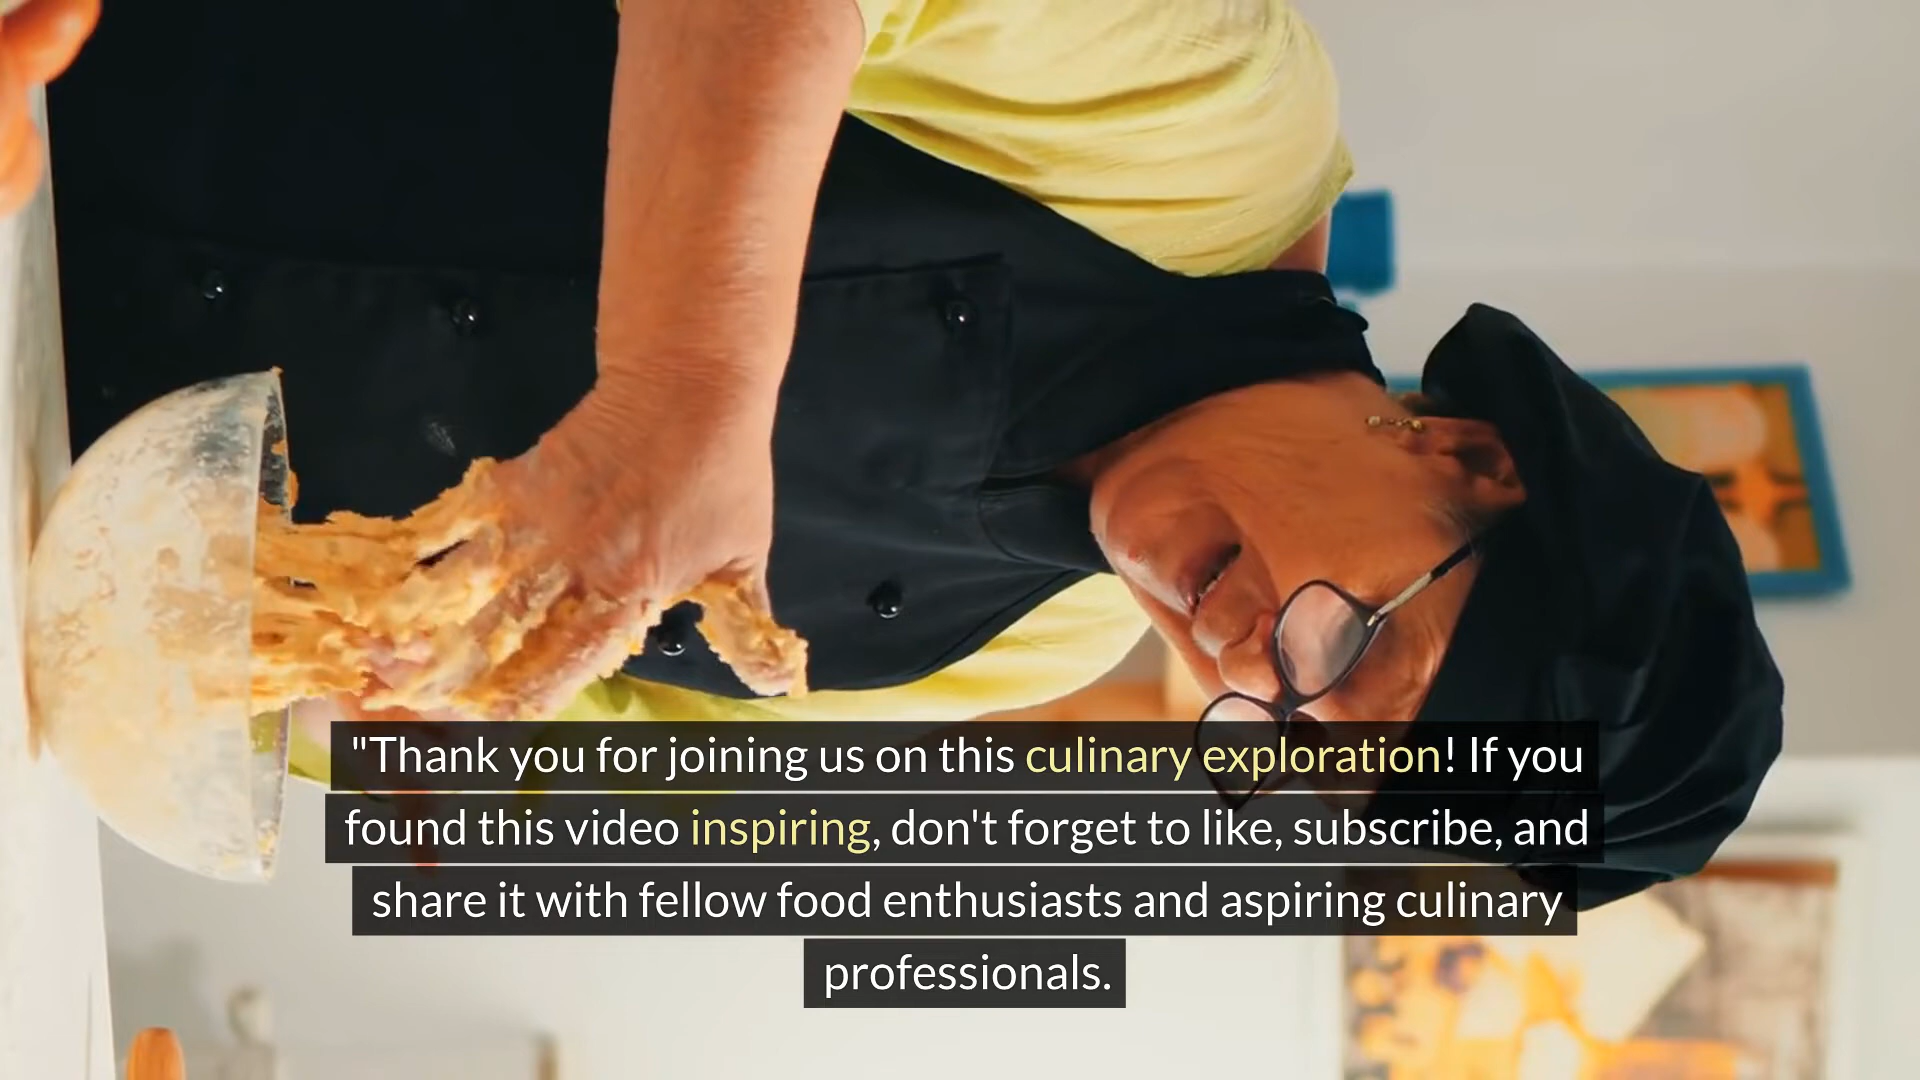 "Thank you for joining us on this culinary exploration! If you
found this video inspiring, don't forget to like, subscribe, and
share it with fellow food enthusiasts and aspiring culinary
professionals.